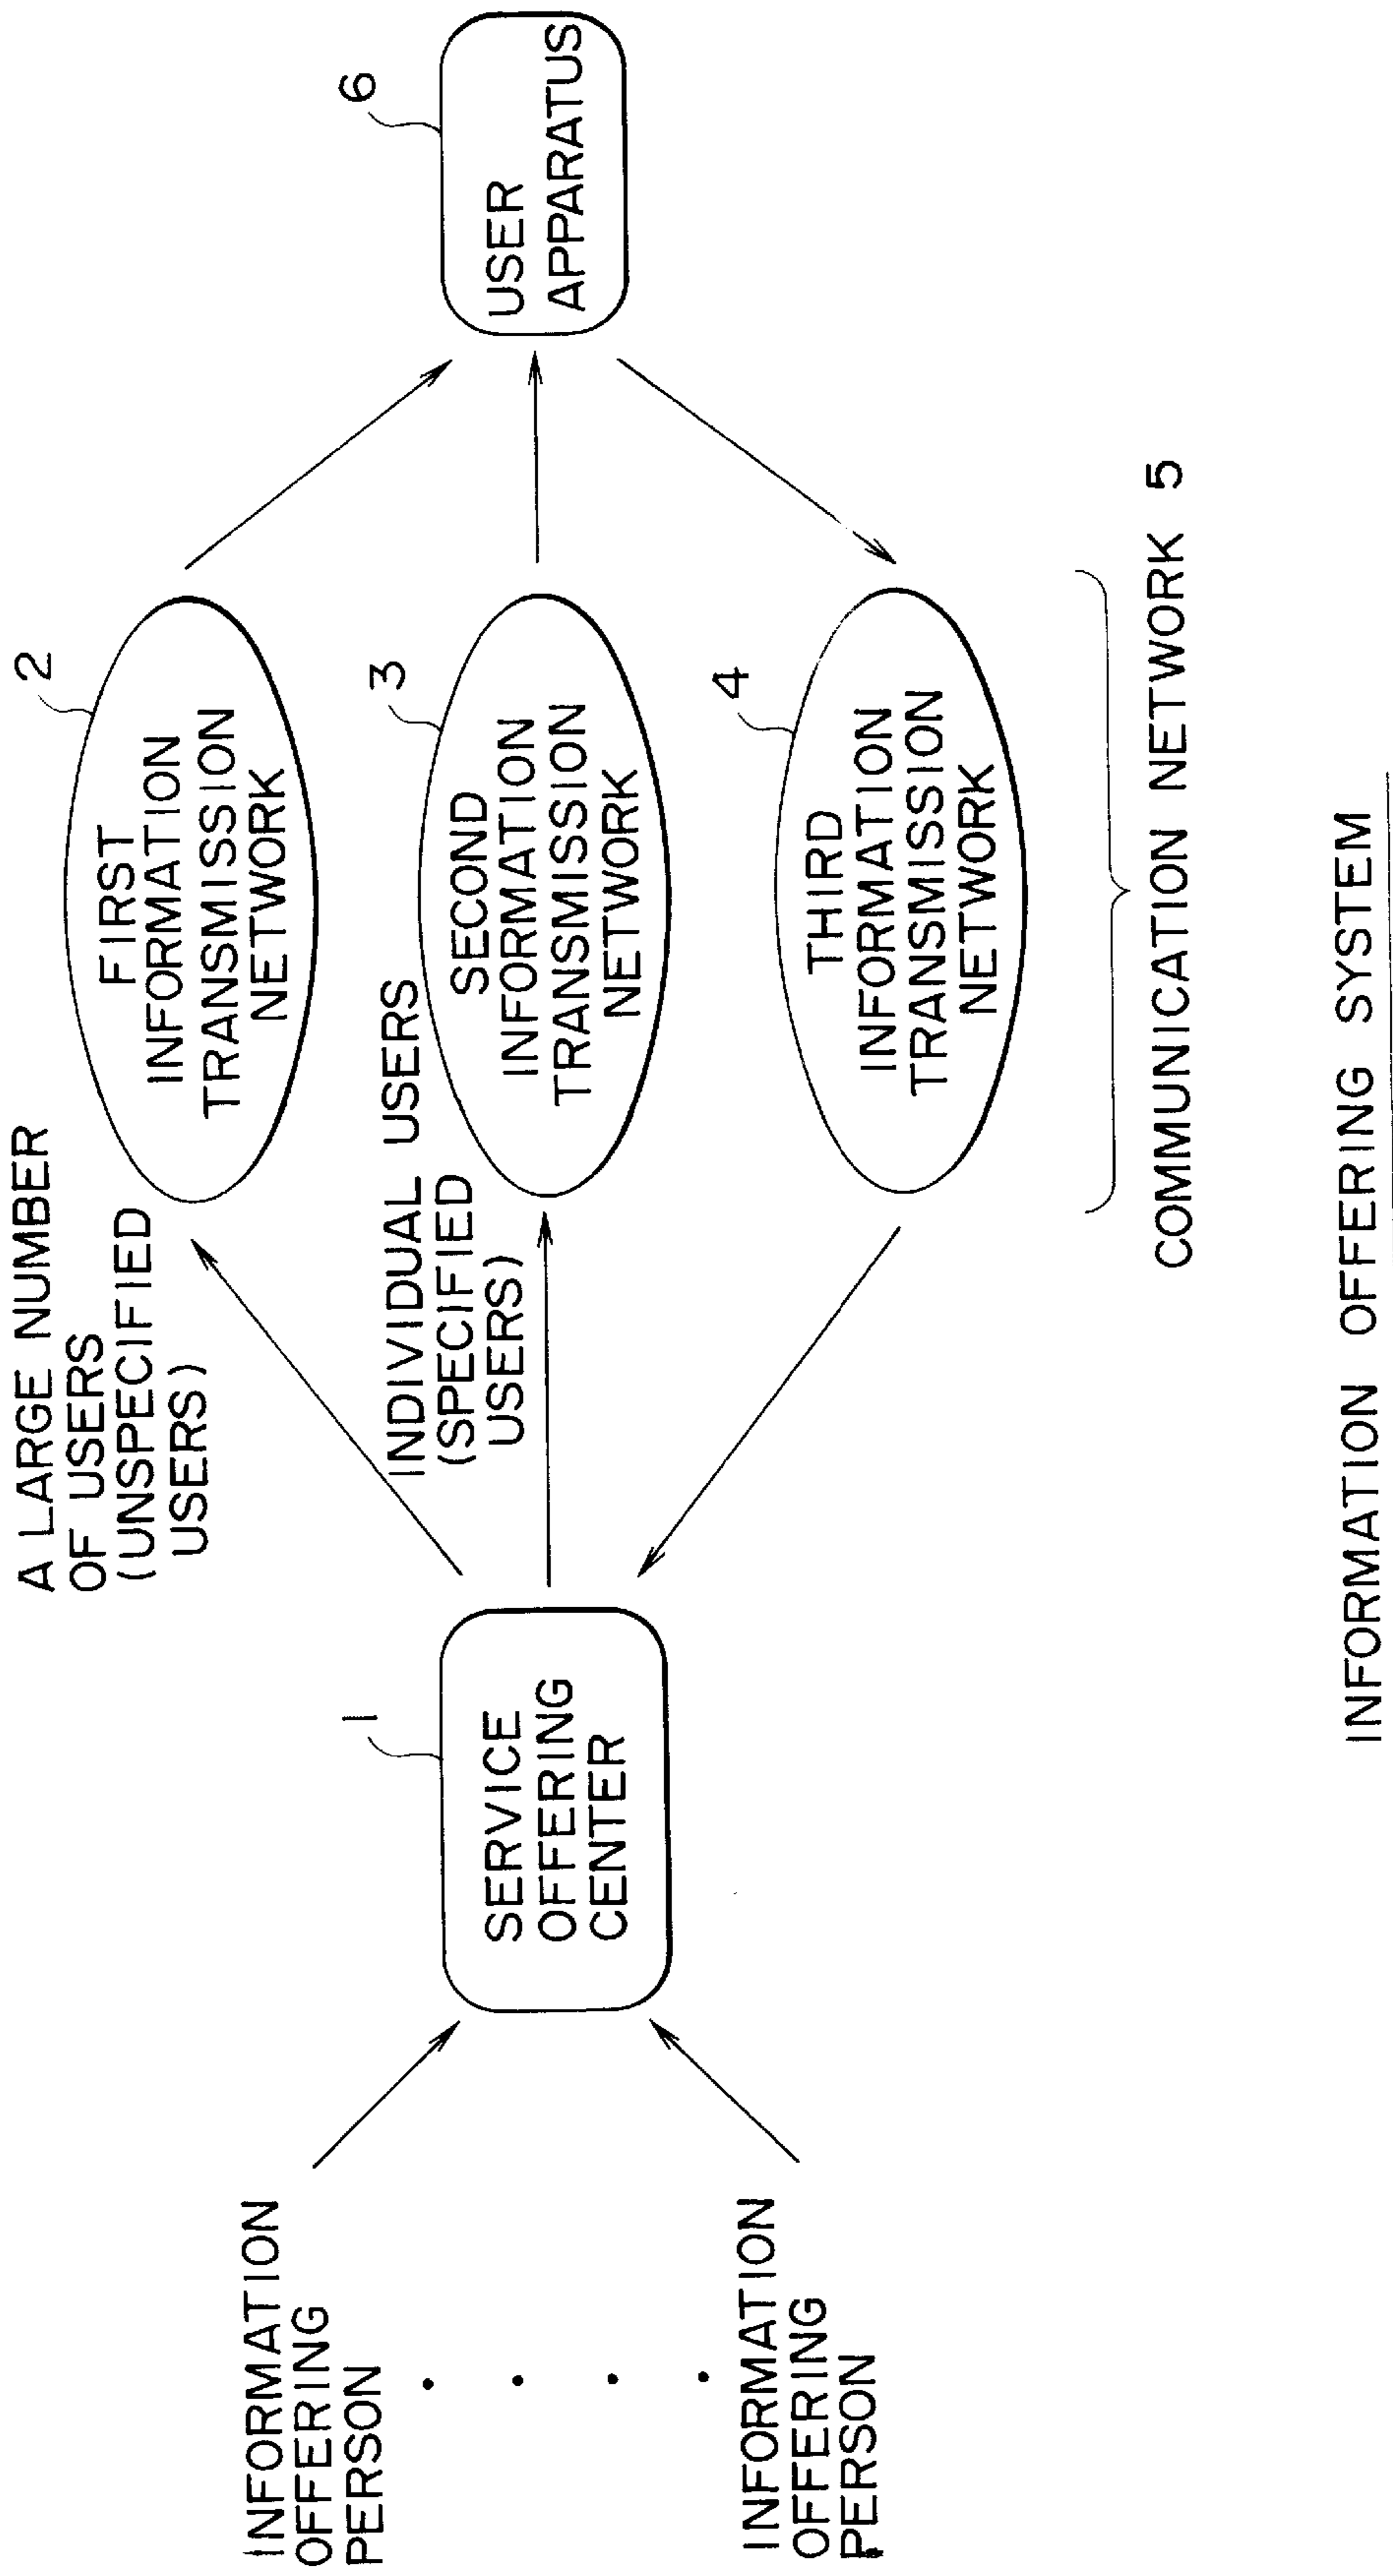 INFORMATION
OFFERING
PERSON
INFORMATION
OFFERING
PERSON
1
SERVICE
OFFERING
CENTER
A LARGE NUMBER
OF USERS
(UNSPECIFIED
USERS)
INDIVIDUAL USERS
(SPECIFIED
USERS)
2
FIRST
INFORMATION
TRANSMISSION
NETWORK
3
SECOND
INFORMATION
TRANSMISSION
NETWORK
4
THIRD
INFORMATION
TRANSMISSION
NETWORK
6
USER
APPARATUS
COMMUNICATION NETWORK 5
INFORMATION OFFERING SYSTEM